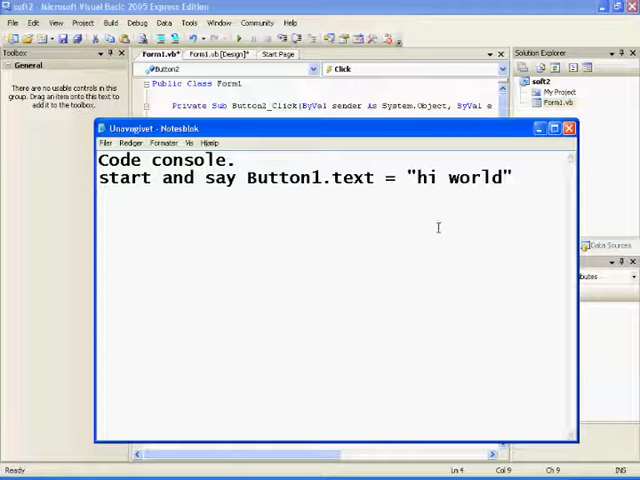 soft2 - Microsoft Visual Basic 2005 Express Edition
File Edit View Project Build Debug Data Tools Window Community Help
Toolbox
General
There are no usable controls in this
group. Drag an item onto this text to
add it to the toolbox.
Form1.vb* Form1.vb [Design]* Start Page
Button2 Click
Public Class Form1
Private Sub Button2_Click(ByVal sender As System.Object, ByVal e
Solution Explorer
soft2
My Project
Form1.vb
Data Sources
Unavngivet - Notesblok
Filer Rediger Formater Vis Hjælp
Code console.
start and say Button1.text = "hi world"
Ready Ln 4 Col 9 Ch 9 INS